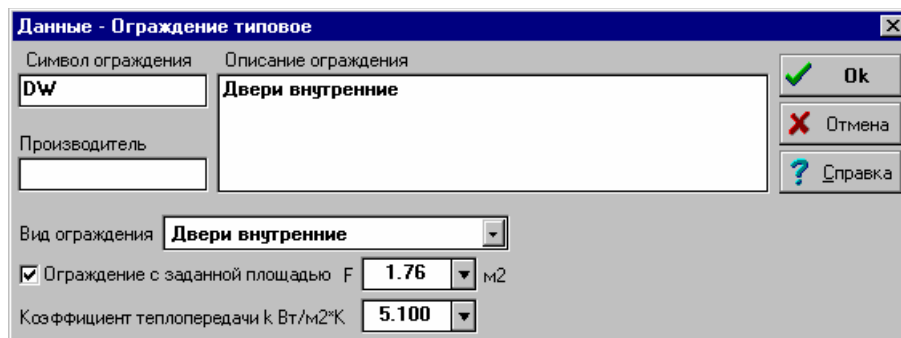 Данные - Ограждение типовое
Символ ограждения
Описание ограждения
DW
Двери внутренние
Ok
Отмена
Производитель
Справка
Вид ограждения Двери внутренние
Ограждение с заданной площадью F 1.76 м2
Коэффициент теплопередачи k Вт/м2*K 5.100